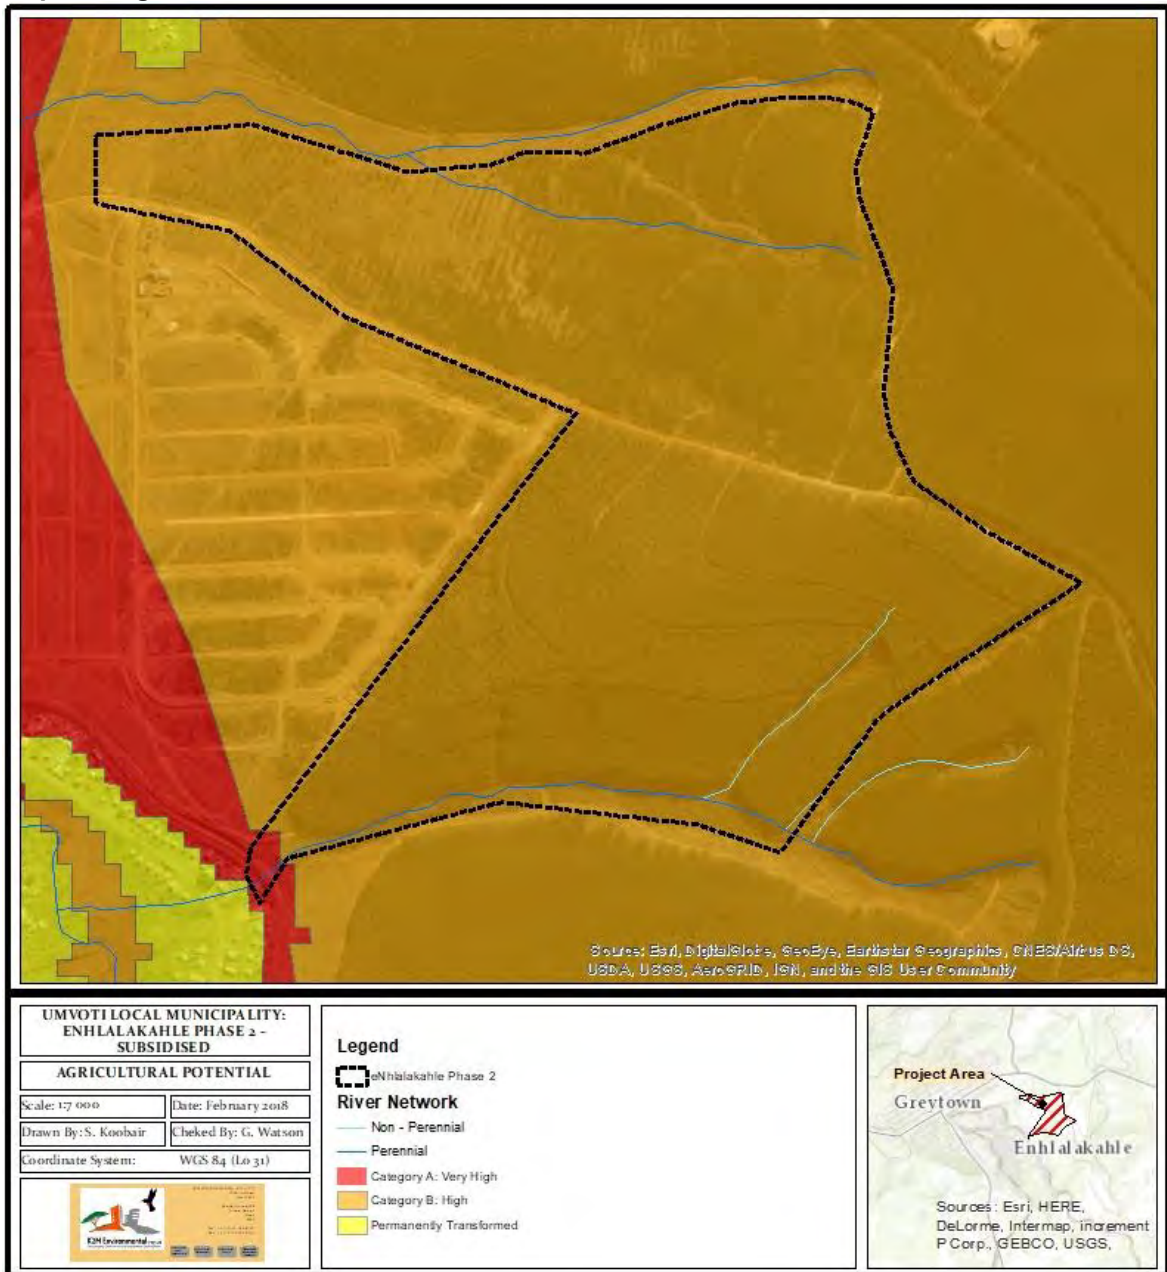 Source: Esri, DigitalGlobe, GeoEye, Earthstar Geographics, CNES/Airbus DS,
USDA, USGS, AeroGRID, IGN, and the GIS User Community
UMVOTI LOCAL MUNICIPALITY:
ENHLALAKAHLE PHASE 2 -
SUBSIDISED
AGRICULTURAL POTENTIAL
Scale: 1:7 000
Date: February 2018
Drawn By: S. Koobair
Cheked By: G. Watson
Coordinate System: WGS 84 (Lo 31)
K2M Environmental
Legend
eNhlalakahle Phase 2
River Network
Non - Perennial
Perennial
Category A: Very High
Category B: High
Permanently Transformed
Project Area
Greytown
Enhlalakahle
Sources: Esri, HERE,
DeLorme, Intermap, increment
P Corp., GEBCO, USGS,